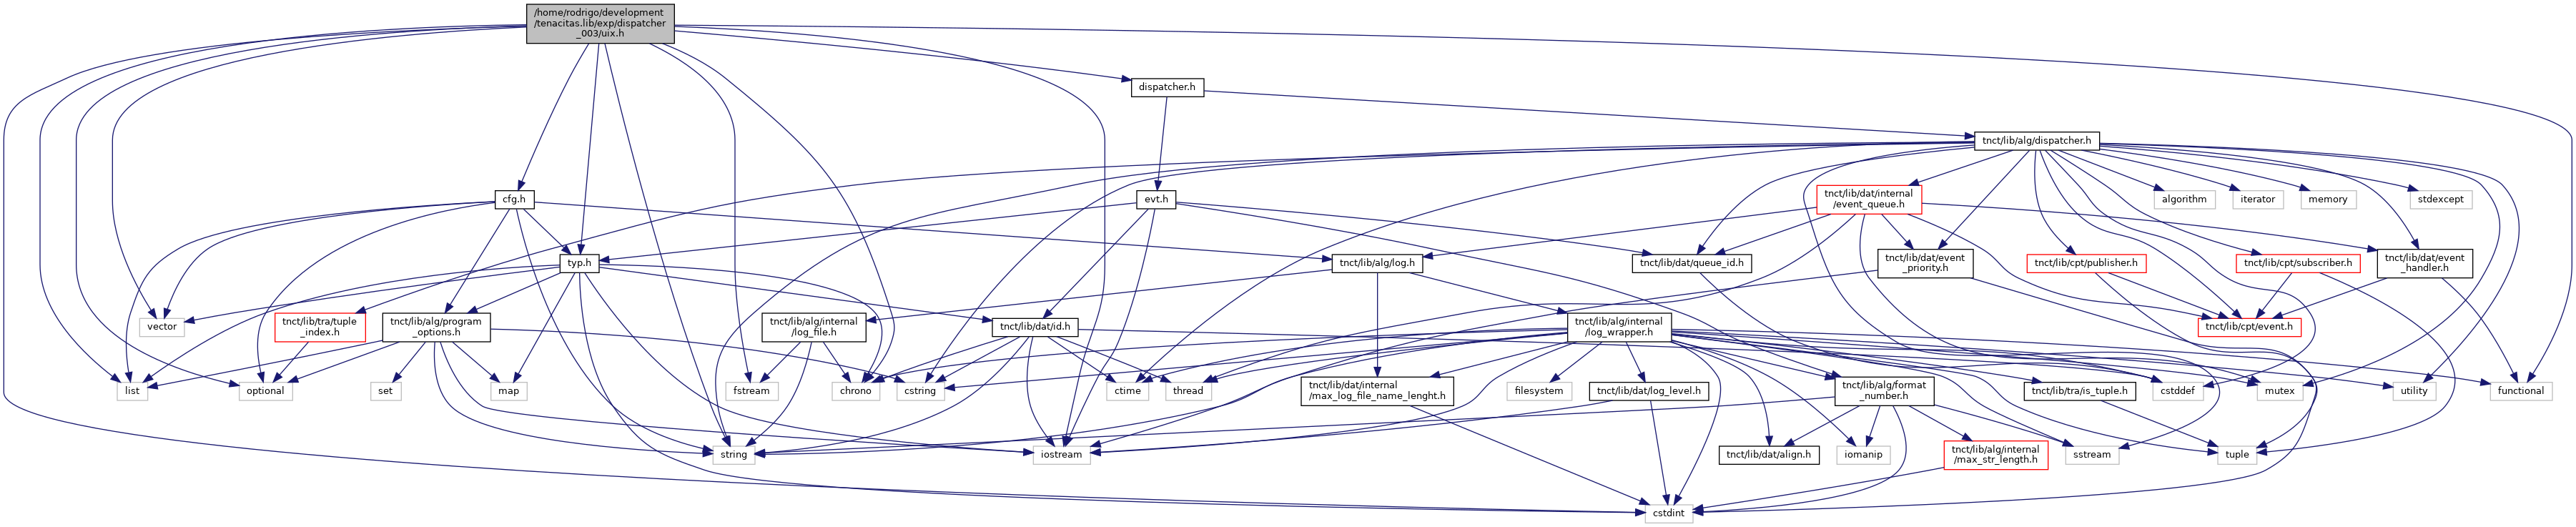 /home/rodrigo/development
/tenacitas.lib/exp/dispatcher
_003/uix.h
dispatcher.h
tnct/lib/alg/dispatcher.h
cfg.h
evt.h
tnct/lib/dat/internal
/event_queue.h
algorithm
iterator
memory
stdexcept
typ.h
tnct/lib/alg/log.h
tnct/lib/dat/queue_id.h
tnct/lib/dat/event
_priority.h
tnct/lib/cpt/publisher.h
tnct/lib/cpt/subscriber.h
tnct/lib/dat/event
_handler.h
vector
tnct/lib/tra/tuple
_index.h
tnct/lib/alg/program
_options.h
tnct/lib/alg/internal
/log_file.h
tnct/lib/dat/id.h
tnct/lib/alg/internal
/log_wrapper.h
tnct/lib/cpt/event.h
list
optional
set
map
fstream
chrono
cstring
ctime
thread
tnct/lib/dat/internal
/max_log_file_name_lenght.h
filesystem
tnct/lib/dat/log_level.h
tnct/lib/alg/format
_number.h
tnct/lib/tra/is_tuple.h
cstddef
mutex
utility
functional
string
iostream
tnct/lib/dat/align.h
iomanip
tnct/lib/alg/internal
/max_str_length.h
sstream
tuple
cstdint